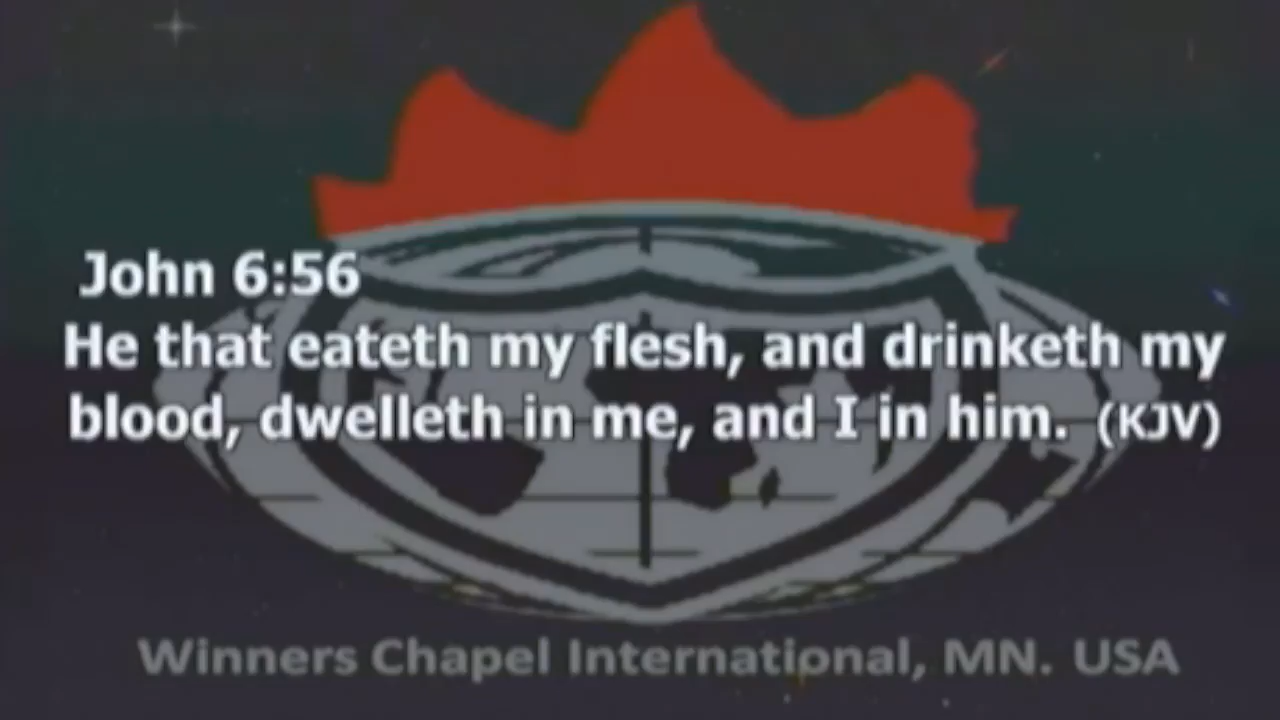 John 6:56
He that eateth my flesh, and drinketh my
blood, dwelleth in me, and I in him. (KJV)
Winners Chapel International, MN. USA